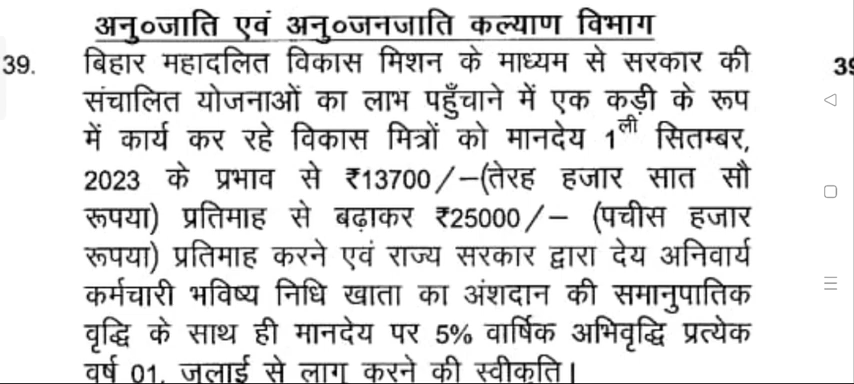 अनु०जाति एवं अनु०जनजाति कल्याण विभाग
39. बिहार महादलित विकास मिशन के माध्यम से सरकार की 39
संचालित योजनाओं का लाभ पहुँचाने में एक कड़ी के रूप
में कार्य कर रहे विकास मित्रों को मानदेय 1ली सितम्बर,
2023 के प्रभाव से ₹13700/–(तेरह हजार सात सौ
रूपया) प्रतिमाह से बढ़ाकर ₹25000/– (पचीस हजार
रूपया) प्रतिमाह करने एवं राज्य सरकार द्वारा देय अनिवार्य
कर्मचारी भविष्य निधि खाता का अंशदान की समानुपातिक
वृद्धि के साथ ही मानदेय पर 5% वार्षिक अभिवृद्धि प्रत्येक
वर्ष 01, जुलाई से लागू करने की स्वीकृति।